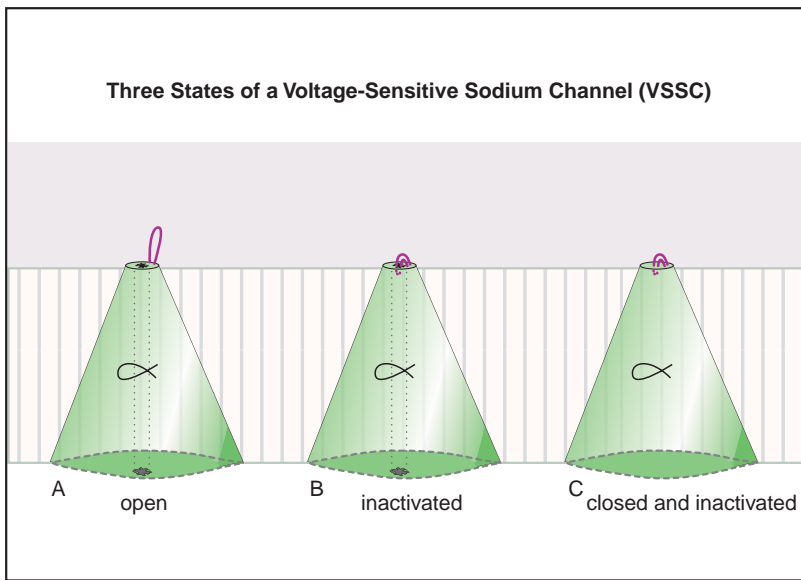 Three States of a Voltage-Sensitive Sodium Channel (VSSC)
α α α
A B C
open inactivated closed and inactivated